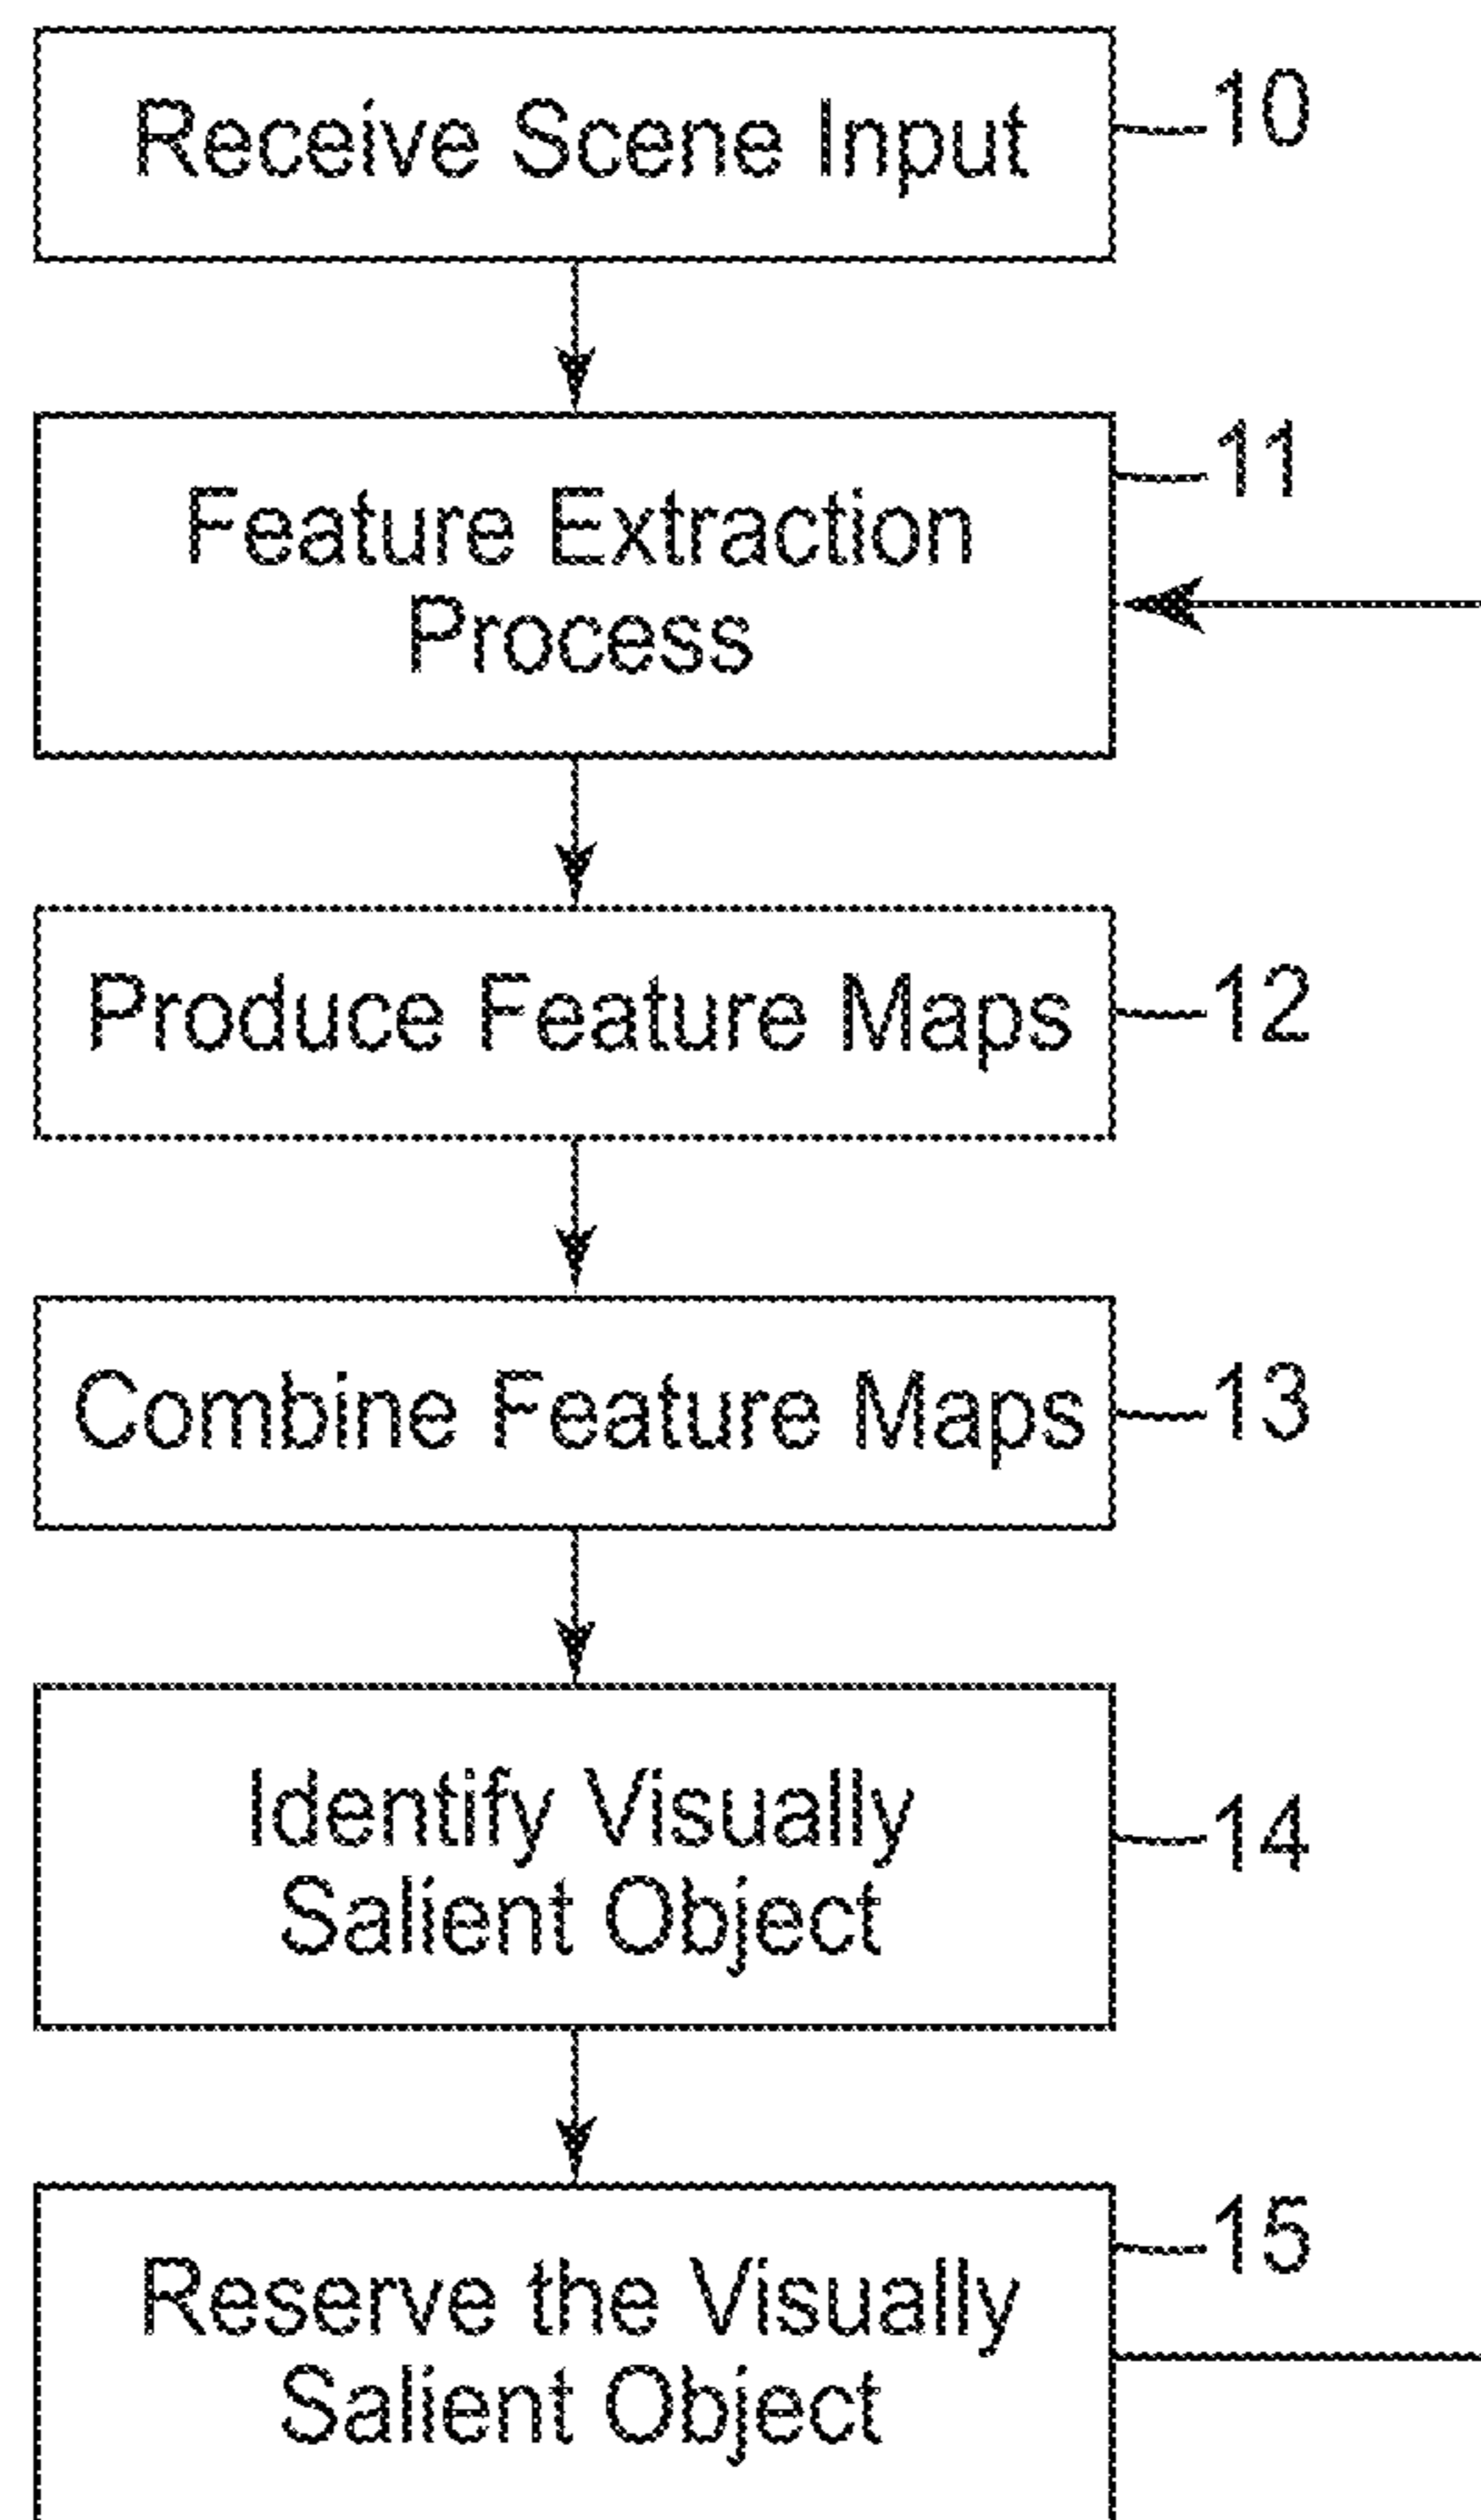 Receive Scene Input
10
Feature Extraction
Process
11
Produce Feature Maps
12
Combine Feature Maps
13
Identify Visually
Salient Object
14
Reserve the Visually
Salient Object
15